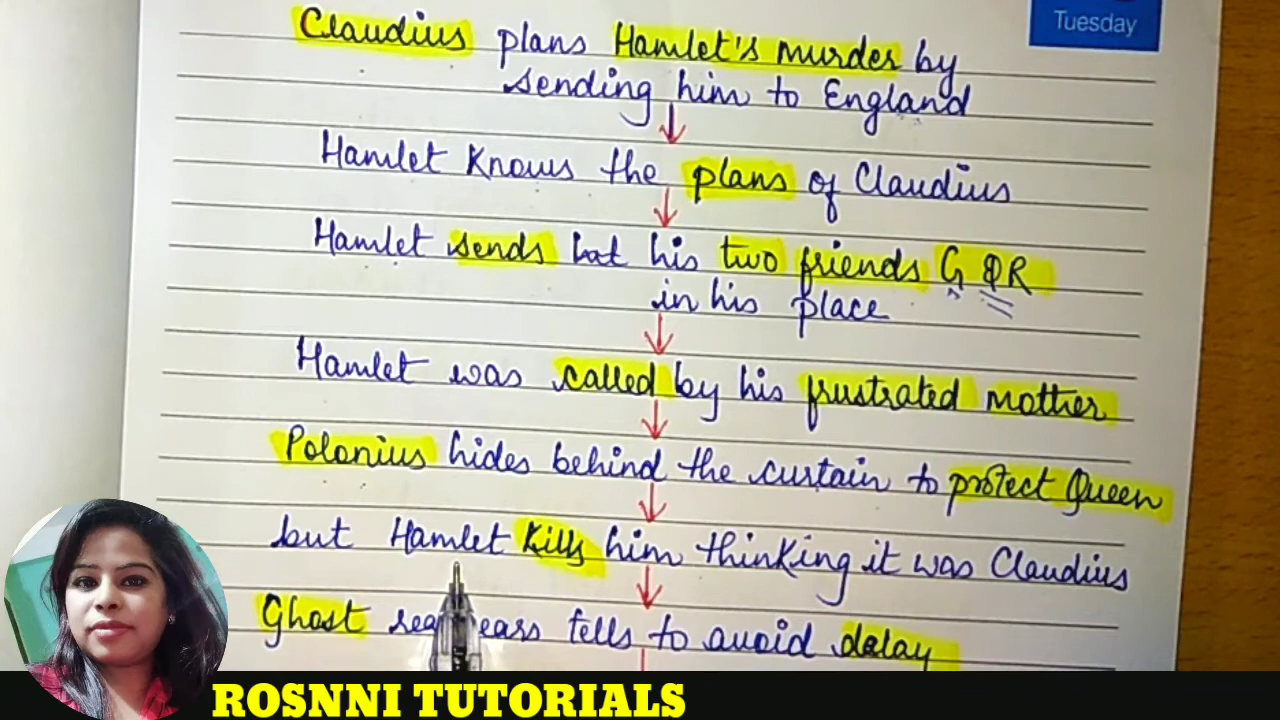 Tuesday
Claudius plans Hamlet's murder by
sending him to England
Hamlet Knows the plans of Claudius
Hamlet sends his two friends G & R
in his place
Hamlet was called by his frustrated mother
Polonius hides behind the curtain to protect Queen
but Hamlet Kills him thinking it was Claudius
Ghost tells to avoid delay
ROSNNI TUTORIALS